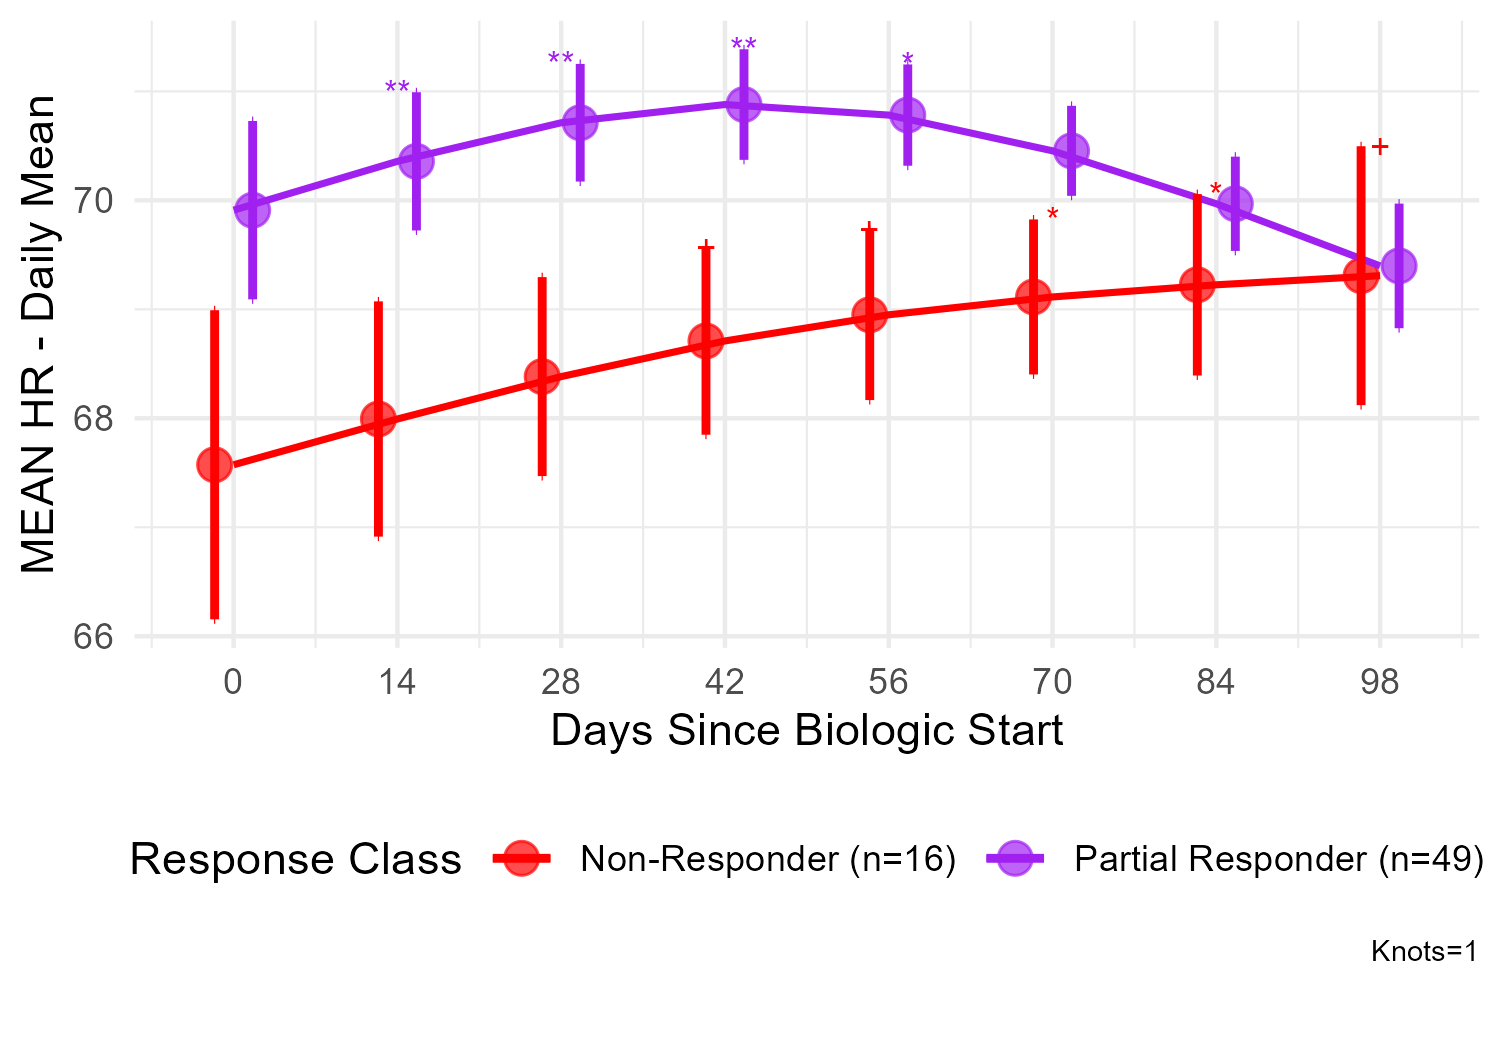 MEAN HR - Daily Mean
** ** ** *
+ + * * +
70
68
66
0 14 28 42 56 70 84 98
Days Since Biologic Start
Response Class Non-Responder (n=16) Partial Responder (n=49)
Knots=1